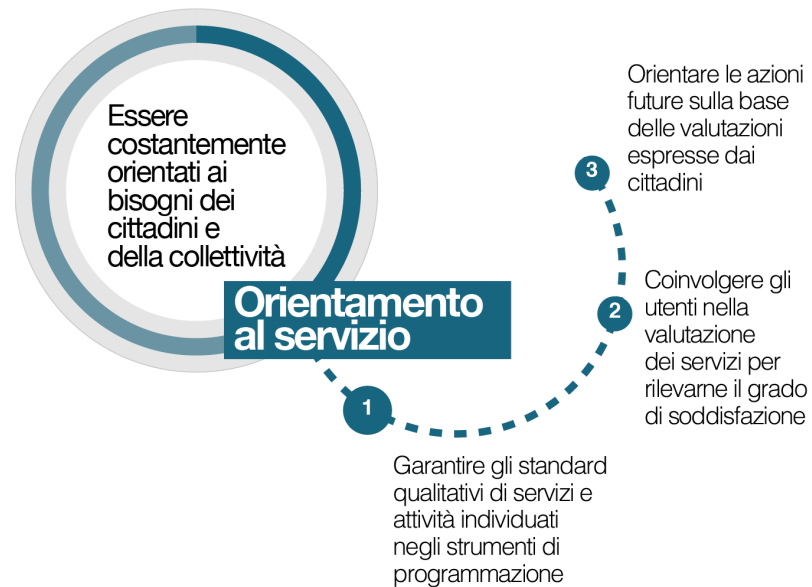 Essere
costantemente
orientati ai
bisogni dei
cittadini e
della collettività
Orientamento
al servizio
1
Garantire gli standard
qualitativi di servizi e
attività individuati
negli strumenti di
programmazione
2
Coinvolgere gli
utenti nella
valutazione
dei servizi per
rilevarne il grado
di soddisfazione
3
Orientare le azioni
future sulla base
delle valutazioni
espresse dai
cittadini